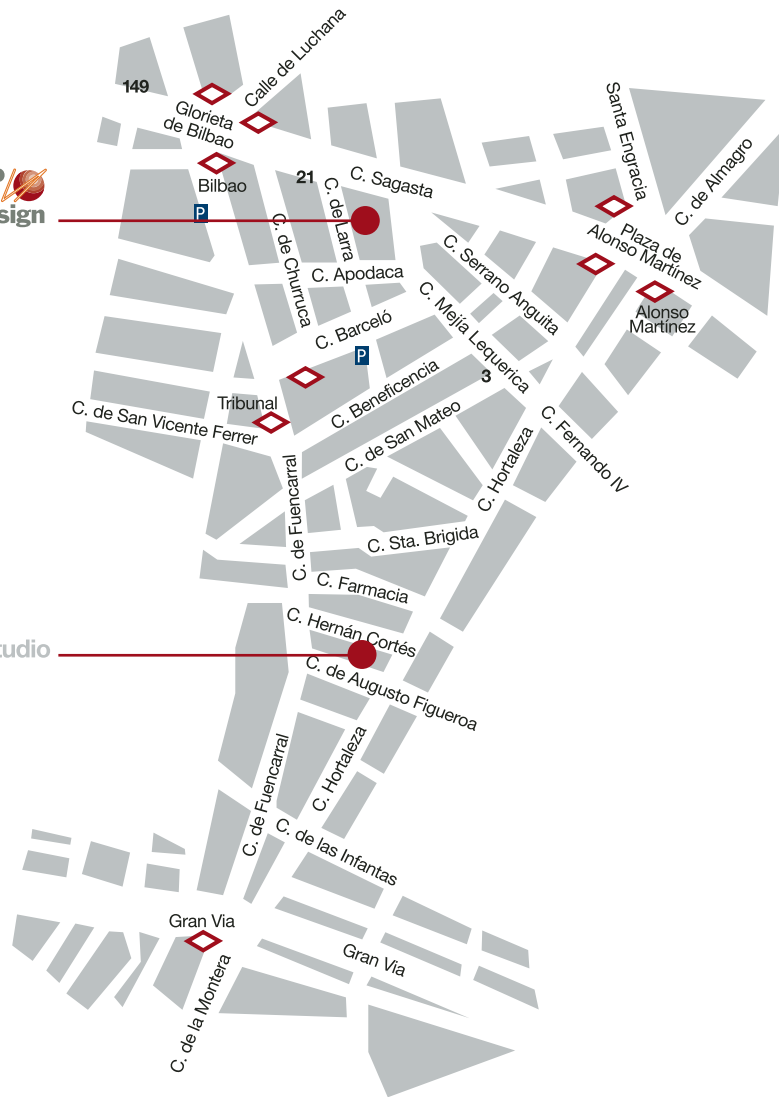 Calle de Luchana
149
Glorieta
de Bilbao
Santa Engracia
C. de Almagro
Bilbao
21
C. Sagasta
P
sign
C. de Larra
C. de Churruca
Plaza de
Alonso Martínez
C. Serrano Anguita
C. Apodaca
C. Mejía Lequerica
Alonso
Martínez
C. Barceló
P
3
C. Beneficencia
Tribunal
C. de San Vicente Ferrer
C. de San Mateo
C. Fernando IV
C. Hortaleza
C. de Fuencarral
C. Sta. Brigida
C. Farmacia
C. Hernán Cortés
tudio
C. de Augusto Figueroa
C. de Fuencarral
C. Hortaleza
C. de las Infantas
Gran Via
Gran Via
C. de la Montera